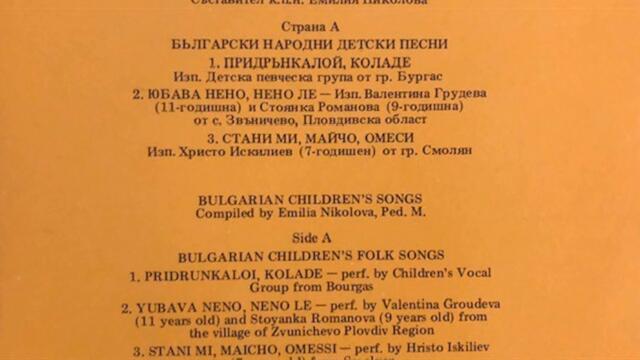 Съставител к.п.н. Емилия Николова
Страна А
БЪЛГАРСКИ НАРОДНИ ДЕТСКИ ПЕСНИ
1. ПРИДРЪНКАЛОЙ, КОЛАДЕ
Изп. Детска певческа група от гр. Бургас
2. ЮБАВА НЕНО, НЕНО ЛЕ — Изп. Валентина Грудева
(11-годишна) и Стоянка Романова (9-годишна)
от с. Звъничево, Пловдивска област
3. СТАНИ МИ, МАЙЧО, ОМЕСИ
Изп. Христо Искилиев (7-годишен) от гр. Смолян
BULGARIAN CHILDREN'S SONGS
Compiled by Emilia Nikolova, Ped. M.
Side A
BULGARIAN CHILDREN'S FOLK SONGS
1. PRIDRUNKALOI, KOLADE — perf. by Children's Vocal
Group from Bourgas
2. YUBAVA NENO, NENO LE — perf. by Valentina Groudeva
(11 years old) and Stoyanka Romanova (9 years old) from
the village of Zvunichevo Plovdiv Region
3. STANI MI, MAICHO, OMESSI — perf. by Hristo Iskiliev